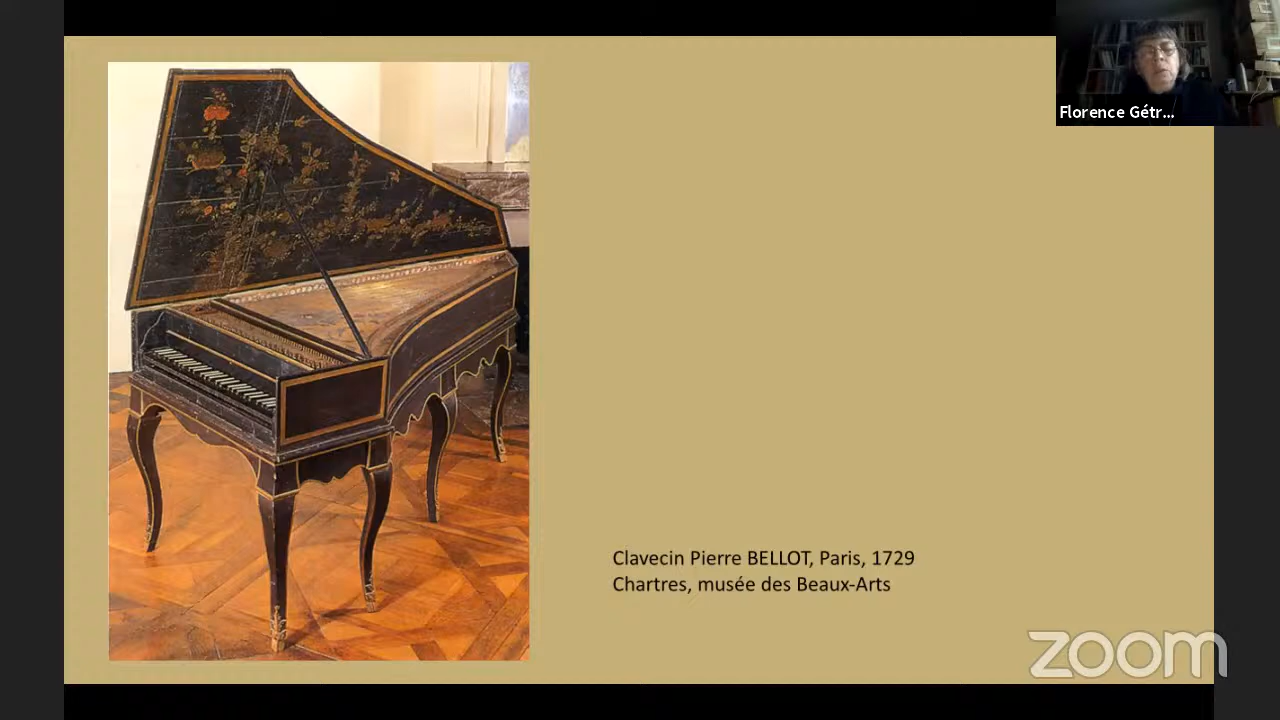 Florence Gétr...
Clavecin Pierre BELLOT, Paris, 1729
Chartres, musée des Beaux-Arts
zoom